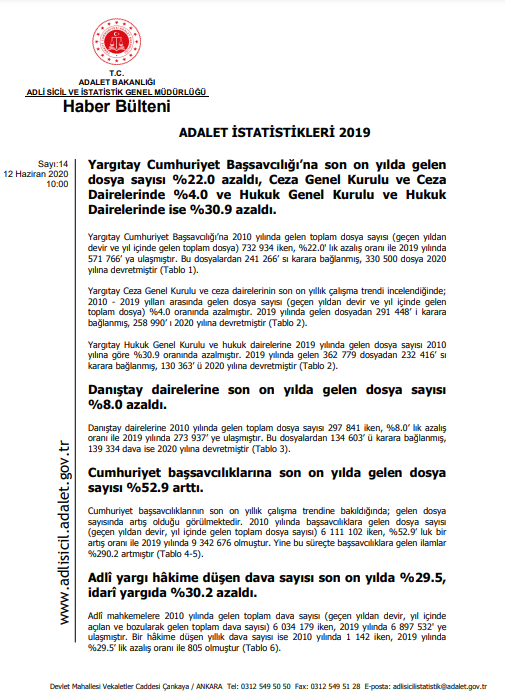 T.C.
ADALET BAKANLIĞI
ADLİ SİCİL VE İSTATİSTİK GENEL MÜDÜRLÜĞÜ
Haber Bülteni
ADALET İSTATİSTİKLERİ 2019
Sayı:14
12 Haziran 2020
10:00
Yargıtay Cumhuriyet Başsavcılığı’na son on yılda gelen
dosya sayısı %22.0 azaldı, Ceza Genel Kurulu ve Ceza
Dairelerinde %4.0 ve Hukuk Genel Kurulu ve Hukuk
Dairelerinde ise %30.9 azaldı.
Yargıtay Cumhuriyet Başsavcılığı’na 2010 yılında gelen toplam dosya sayısı (geçen yıldan
devir ve yıl içinde gelen toplam dosya) 732 934 iken, %22.0’ lık azalış oranı ile 2019 yılında
571 766’ ya ulaşmıştır. Bu dosyalardan 241 266’ sı karara bağlanmış, 330 500 dosya 2020
yılına devretmiştir (Tablo 1).
Yargıtay Ceza Genel Kurulu ve ceza dairelerinin son on yıllık çalışma trendi incelendiğinde;
2010 - 2019 yılları arasında gelen dosya sayısı (geçen yıldan devir ve yıl içinde gelen
toplam dosya) %4.0 oranında azalmıştır. 2019 yılında gelen dosyadan 291 448’ i karara
bağlanmış, 258 990’ ı 2020 yılına devretmiştir (Tablo 2).
Yargıtay Hukuk Genel Kurulu ve hukuk dairelerine 2019 yılında gelen dosya sayısı 2010
yılına göre %30.9 oranında azalmıştır. 2019 yılında gelen 362 779 dosyadan 232 416’ sı
karara bağlanmış, 130 363’ ü 2020 yılına devretmiştir (Tablo 2).
Danıştay dairelerine son on yılda gelen dosya sayısı
%8.0 azaldı.
Danıştay dairelerine 2010 yılında gelen toplam dosya sayısı 297 841 iken, %8.0’ lık azalış
oranı ile 2019 yılında 273 937’ ye ulaşmıştır. Bu dosyalardan 134 603’ ü karara bağlanmış,
139 334 dava ise 2020 yılına devretmiştir (Tablo 3).
Cumhuriyet başsavcılıklarına son on yılda gelen dosya
sayısı %52.9 arttı.
Cumhuriyet başsavcılıklarının son on yıllık çalışma trendine bakıldığında; gelen dosya
sayısında artış olduğu görülmektedir. 2010 yılında başsavcılıklara gelen dosya sayısı
(geçen yıldan devir, yıl içinde gelen toplam dosya) 6 111 102 iken, %52.9’ luk bir
artış oranı ile 2019 yılında 9 342 676 olmuştur. Yine bu süreçte başsavcılıklara gelen ilamlar
%290.2 artmıştır (Tablo 4-5).
Adlî yargı hâkime düşen dava sayısı son on yılda %29.5,
idarî yargıda %30.2 azaldı.
Adlî mahkemelere 2010 yılında gelen toplam dava sayısı (geçen yıldan devir, yıl içinde
açılan ve bozularak gelen toplam dava) 6 034 179 iken, 2019 yılında 6 897 532’ ye
ulaşmıştır. Bir hâkime düşen yıllık dava sayısı ise 2010 yılında 1 142 iken, 2019 yılında
%29.5’ lik azalış oranı ile 805 olmuştur (Tablo 6).
www.adlisicil.adalet.gov.tr
Devlet Mahallesi Vekaletler Caddesi Çankaya / ANKARA Tel: 0312 549 50 50 Fax: 0312 549 51 28 E-posta: adlisicilistatistik@adalet.gov.tr